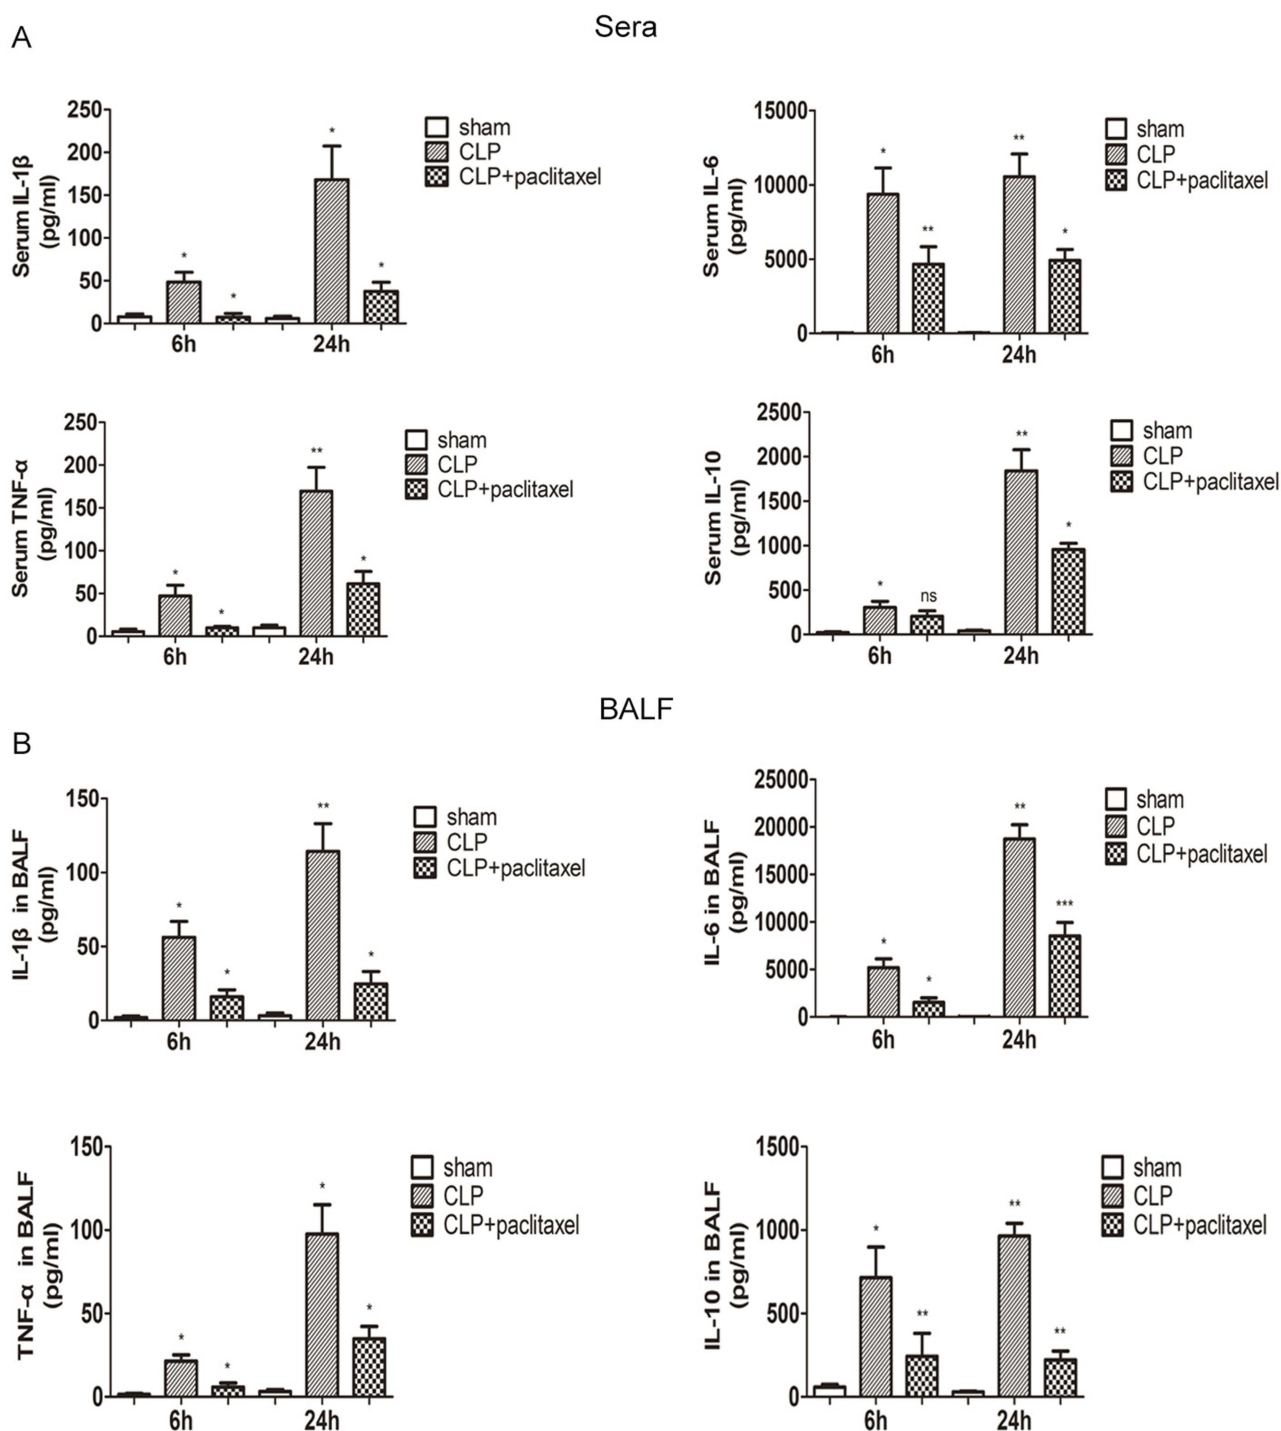 A
Sera
Serum IL-1β
(pg/ml)
250
200
150
100
50
0
*
*
*
*
6h
24h
sham
CLP
CLP+paclitaxel
Serum IL-6
(pg/ml)
15000
10000
5000
0
*
**
**
*
6h
24h
sham
CLP
CLP+paclitaxel
Serum TNF-α
(pg/ml)
250
200
150
100
50
0
*
*
**
*
6h
24h
sham
CLP
CLP+paclitaxel
Serum IL-10
(pg/ml)
2500
2000
1500
1000
500
0
*
ns
**
*
6h
24h
sham
CLP
CLP+paclitaxel
BALF
B
IL-1β in BALF
(pg/ml)
150
100
50
0
*
*
**
*
6h
24h
sham
CLP
CLP+paclitaxel
IL-6 in BALF
(pg/ml)
25000
20000
15000
10000
5000
0
*
*
**
***
6h
24h
sham
CLP
CLP+paclitaxel
TNF-α in BALF
(pg/ml)
150
100
50
0
*
*
*
*
6h
24h
sham
CLP
CLP+paclitaxel
IL-10 in BALF
(pg/ml)
1500
1000
500
0
*
**
**
**
6h
24h
sham
CLP
CLP+paclitaxel